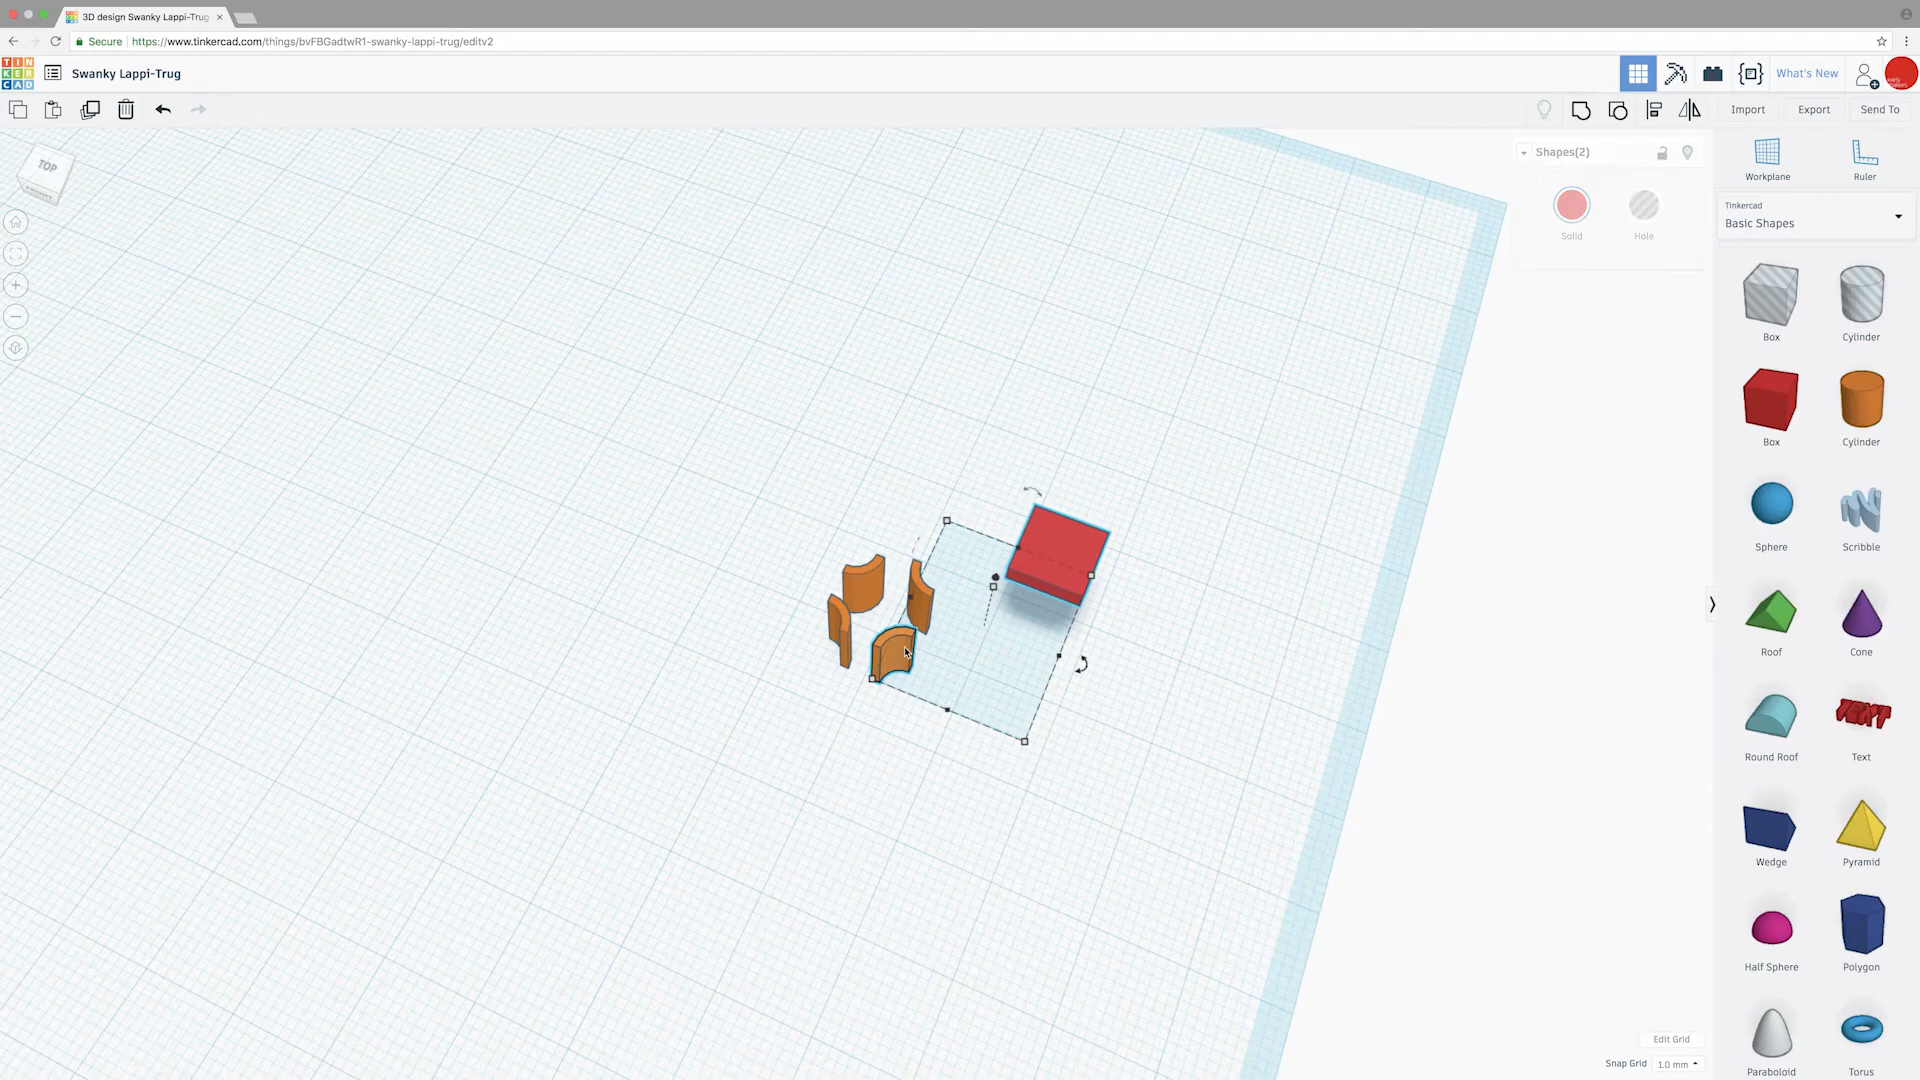 3D design Swanky Lappi-Trug
Secure https://www.tinkercad.com/things/bvFBGadtwR1-swanky-lappi-trug/editv2
TIN
KER
CAD
Swanky Lappi-Trug
What's New
Import
Export
Send To
TOP
Shapes(2)
Solid
Hole
Workplane
Ruler
Tinkercad
Basic Shapes
Box
Cylinder
Box
Cylinder
Sphere
Scribble
Roof
Cone
Round Roof
TEXT
Text
Wedge
Pyramid
Half Sphere
Polygon
Paraboloid
Torus
Edit Grid
Snap Grid 1.0 mm